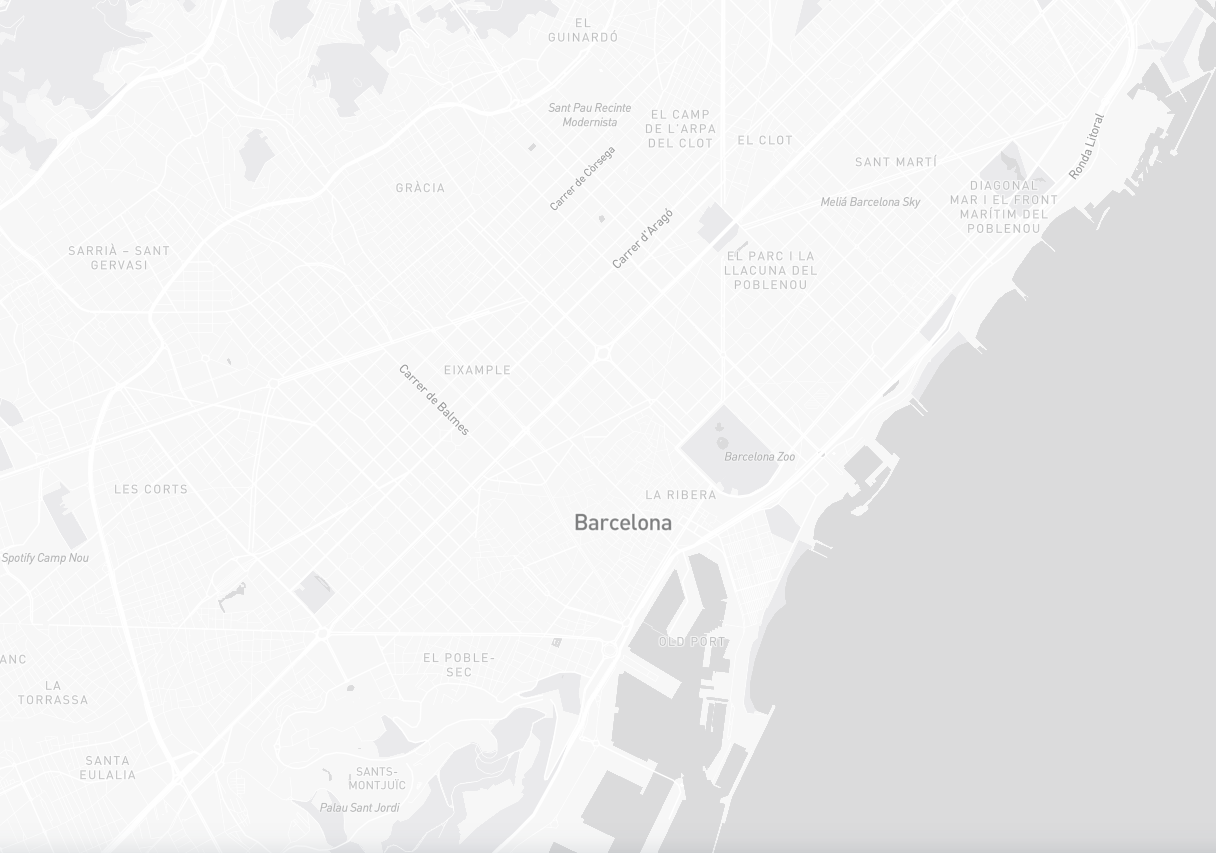 EL
GUINARDÓ
Sant Pau Recinte
Modernista
EL CAMP
DE L'ARPA
DEL CLOT
EL CLOT
Ronda Litoral
Carrer de Còrsega
SANT MARTÍ
GRÀCIA
DIAGONAL
MAR I EL FRONT
MARÍTIM DEL
POBLENOU
Meliá Barcelona Sky
Carrer d'Aragó
SARRIÀ – SANT
GERVASI
EL PARC I LA
LLACUNA DEL
POBLENOU
EIXAMPLE
Carrer de Balmes
Barcelona Zoo
LES CORTS
LA RIBERA
Barcelona
Spotify Camp Nou
OLD PORT
ANC
EL POBLE-
SEC
LA
TORRASSA
SANTA
EULALIA
SANTS-
MONTJUÏC
Palau Sant Jordi